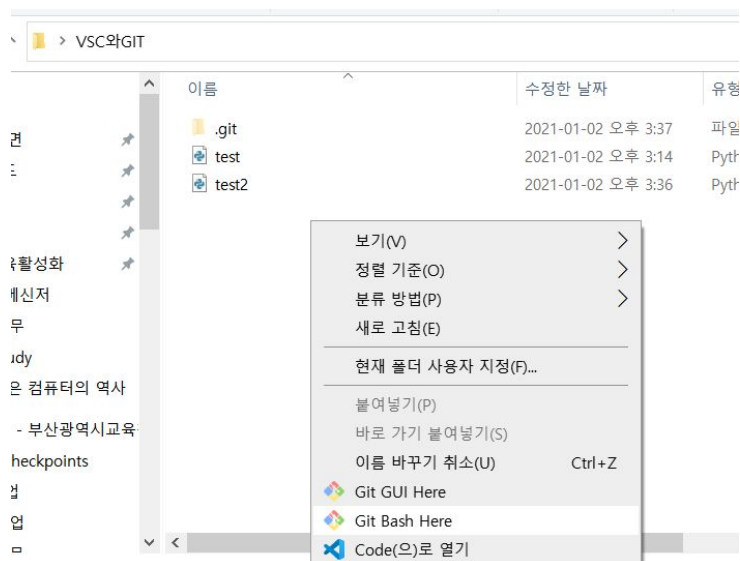 VSC와GIT
이름
수정한 날짜
유형
.git
2021-01-02 오후 3:37
파일
test
2021-01-02 오후 3:14
Pyth
test2
2021-01-02 오후 3:36
Pyth
면
육활성화
메신저
무
udy
은 컴퓨터의 역사
- 부산광역시교육
heckpoints
업
업
보기(V)
정렬 기준(O)
분류 방법(P)
새로 고침(E)
현재 폴더 사용자 지정(F)...
붙여넣기(P)
바로 가기 붙여넣기(S)
이름 바꾸기 취소(U) Ctrl+Z
Git GUI Here
Git Bash Here
Code(으)로 열기